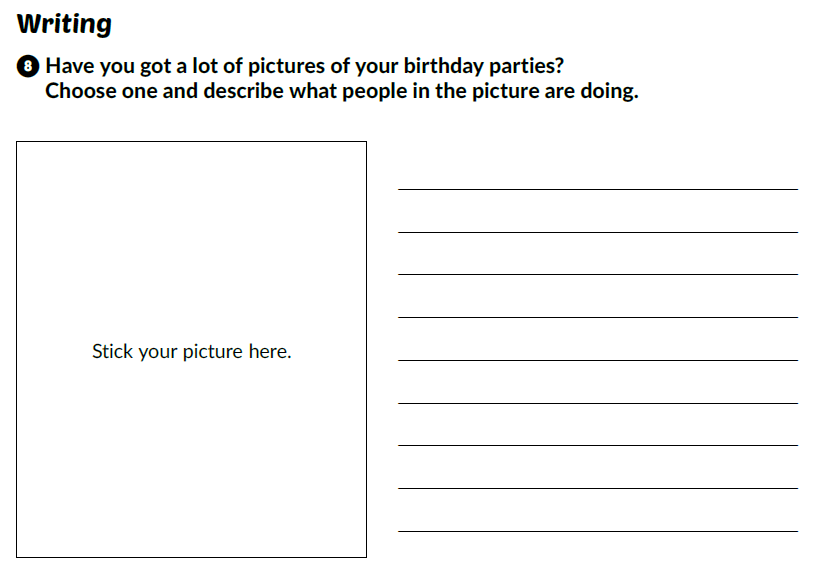 Writing
8 Have you got a lot of pictures of your birthday parties?
Choose one and describe what people in the picture are doing.
Stick your picture here.